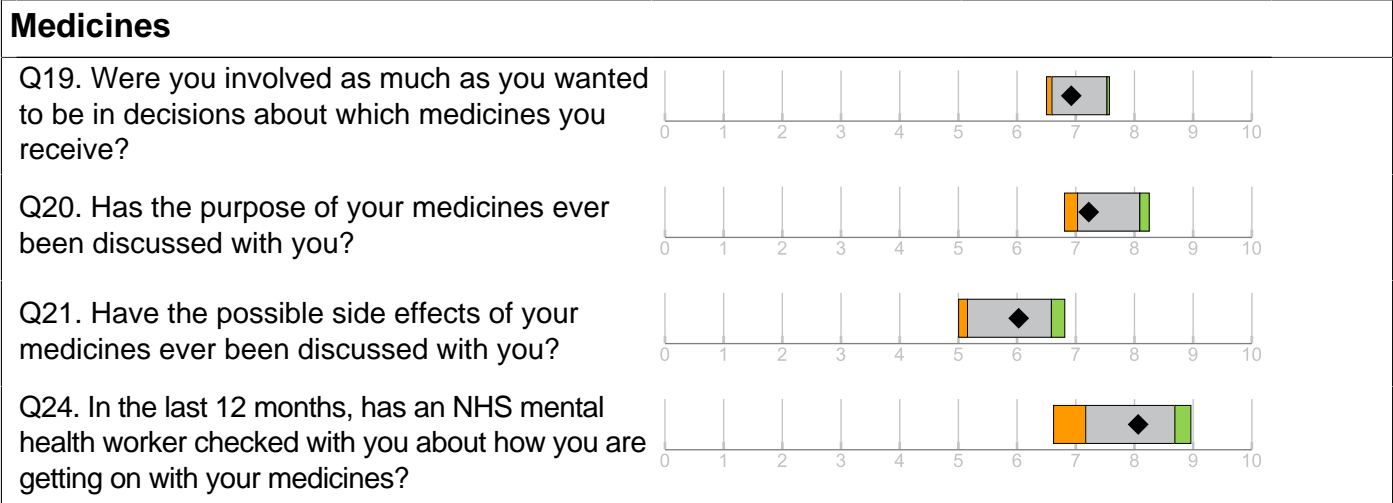 Medicines
Q19. Were you involved as much as you wanted
to be in decisions about which medicines you
receive?
0 1 2 3 4 5 6 7 8 9 10
Q20. Has the purpose of your medicines ever
been discussed with you?
0 1 2 3 4 5 6 7 8 9 10
Q21. Have the possible side effects of your
medicines ever been discussed with you?
0 1 2 3 4 5 6 7 8 9 10
Q24. In the last 12 months, has an NHS mental
health worker checked with you about how you are
getting on with your medicines?
0 1 2 3 4 5 6 7 8 9 10